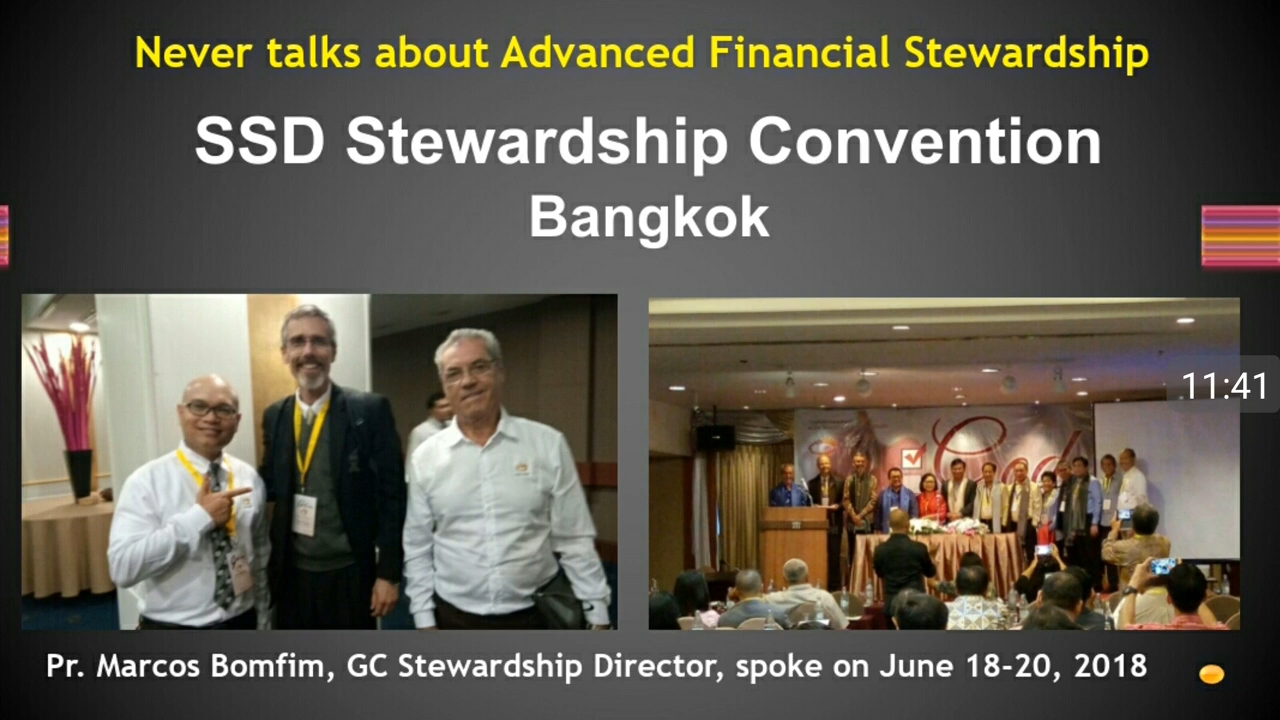 Never talks about Advanced Financial Stewardship
SSD Stewardship Convention
Bangkok
11:41
God
Pr. Marcos Bomfim, GC Stewardship Director, spoke on June 18-20, 2018